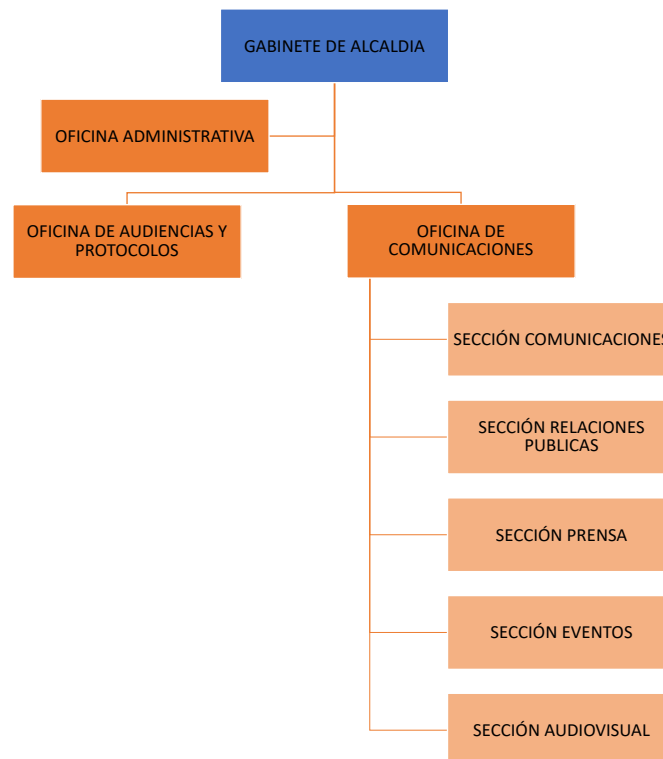 GABINETE DE ALCALDIA
OFICINA ADMINISTRATIVA
OFICINA DE AUDIENCIAS Y
PROTOCOLOS
OFICINA DE
COMUNICACIONES
SECCIÓN COMUNICACIONES
SECCIÓN RELACIONES
PUBLICAS
SECCIÓN PRENSA
SECCIÓN EVENTOS
SECCIÓN AUDIOVISUAL